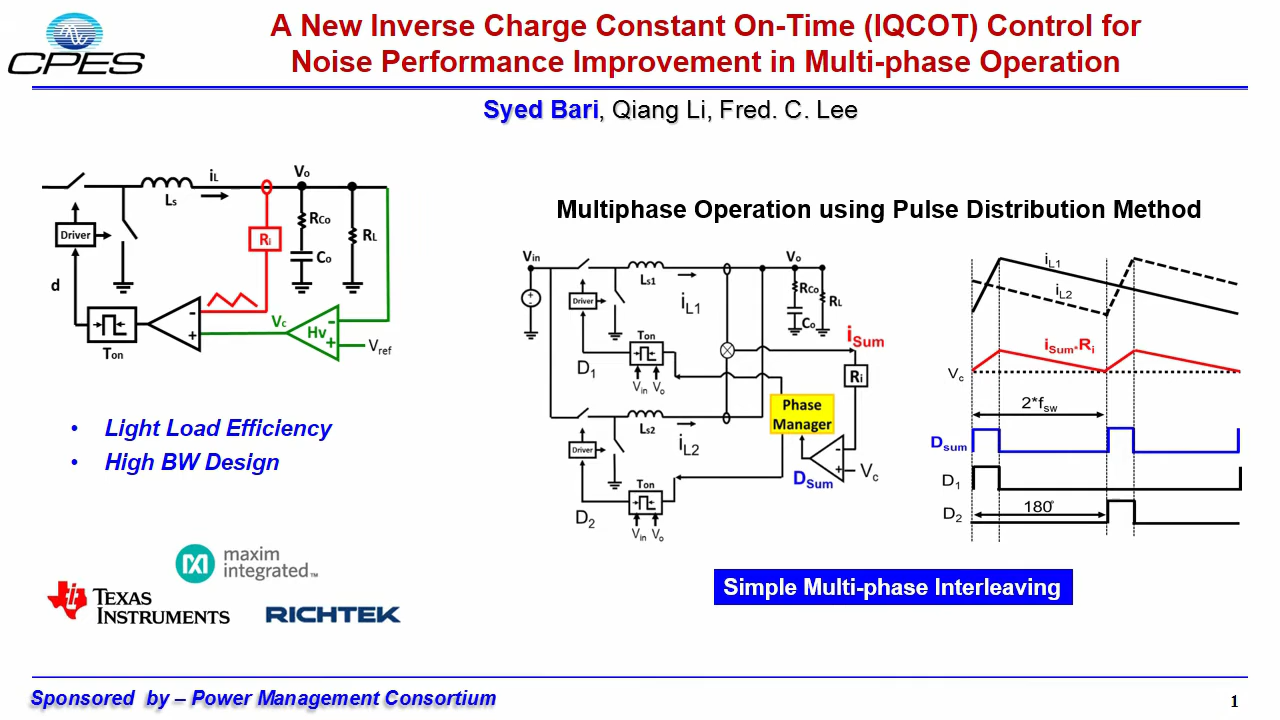 CPES
A New Inverse Charge Constant On-Time (IQCOT) Control for
Noise Performance Improvement in Multi-phase Operation
Syed Bari, Qiang Li, Fred. C. Lee
iL
Vo
Ls
RCo
RL
Driver
Ri
Co
d
Vc
Hv
Vref
Ton
-
+
-
+
• Light Load Efficiency
• High BW Design
maxim
integrated™
TEXAS
INSTRUMENTS
RICHTEK
Multiphase Operation using Pulse Distribution Method
Vin
Vo
Ls1
Driver
iL1
RCo
RL
Co
Ton
iSum
D1
Vin Vo
Ri
Phase
Manager
Ls2
iL2
Driver
-
+
Vc
DSum
Ton
D2
Vin Vo
iL1
iL2
iSum*Ri
Vc
2*fsw
Dsum
D1
180°
D2
Simple Multi-phase Interleaving
Sponsored by – Power Management Consortium
1